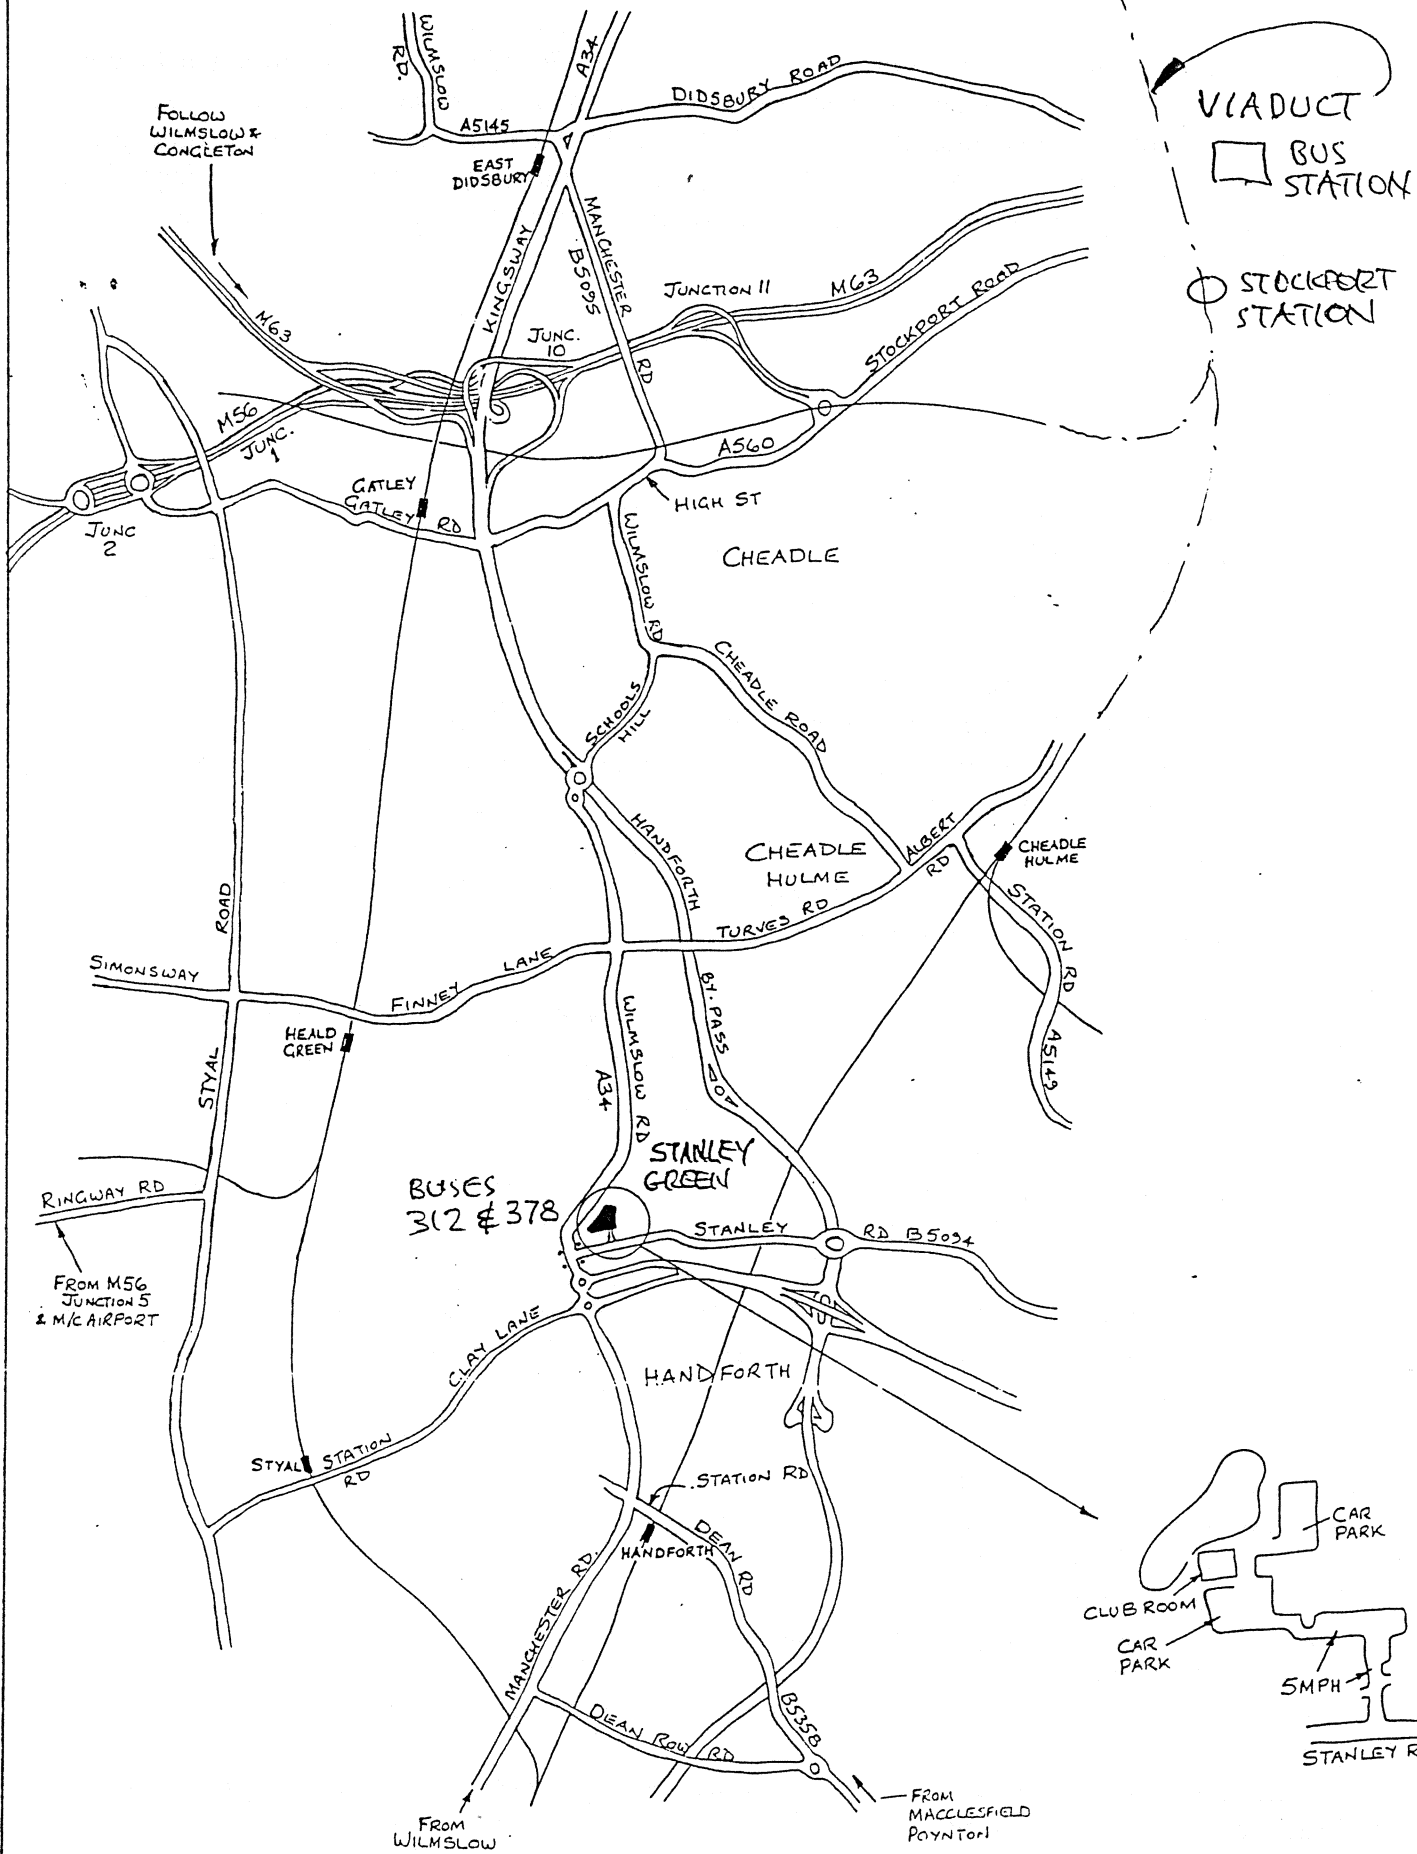 WILMSLOW
RD.
A34
DIDSBURY ROAD
A5145
FOLLOW
WILMSLOW &
CONGLETON
EAST
DIDSBURY
VIADUCT
BUS
STATION
STOCKPORT
STATION
KINGSWAY
MANCHESTER
RD
B5095
JUNCTION 11
M63
STOCKPORT ROAD
M63
JUNC.
10
M56
JUNC.
1
A560
HIGH ST
GATLEY
GATLEY RD
JUNC
2
WILMSLOW RD
CHEADLE
CHEADLE ROAD
SCHOOLS
HILL
HANDFORTH
BY. PASS
CHEADLE
HULME
ALBERT
RD
CHEADLE
HULME
STATION RD
A5149
TURVES RD
STYAL ROAD
SIMONSWAY
FINNEY LANE
HEALD
GREEN
WILMSLOW RD
A34
STANLEY
GREEN
BUSES
312 & 378
STANLEY RD B5094
RINGWAY RD
FROM M56
JUNCTION 5
& M/C AIRPORT
CLAY LANE
HANDFORTH
STYAL
STATION
RD
STATION RD
HANDFORTH
DEAN RD
MANCHESTER RD.
DEAN ROW RD
B5358
FROM
WILMSLOW
FROM
MACCLESFIELD
POYNTON
CAR
PARK
CLUB ROOM
CAR
PARK
5MPH
STANLEY R